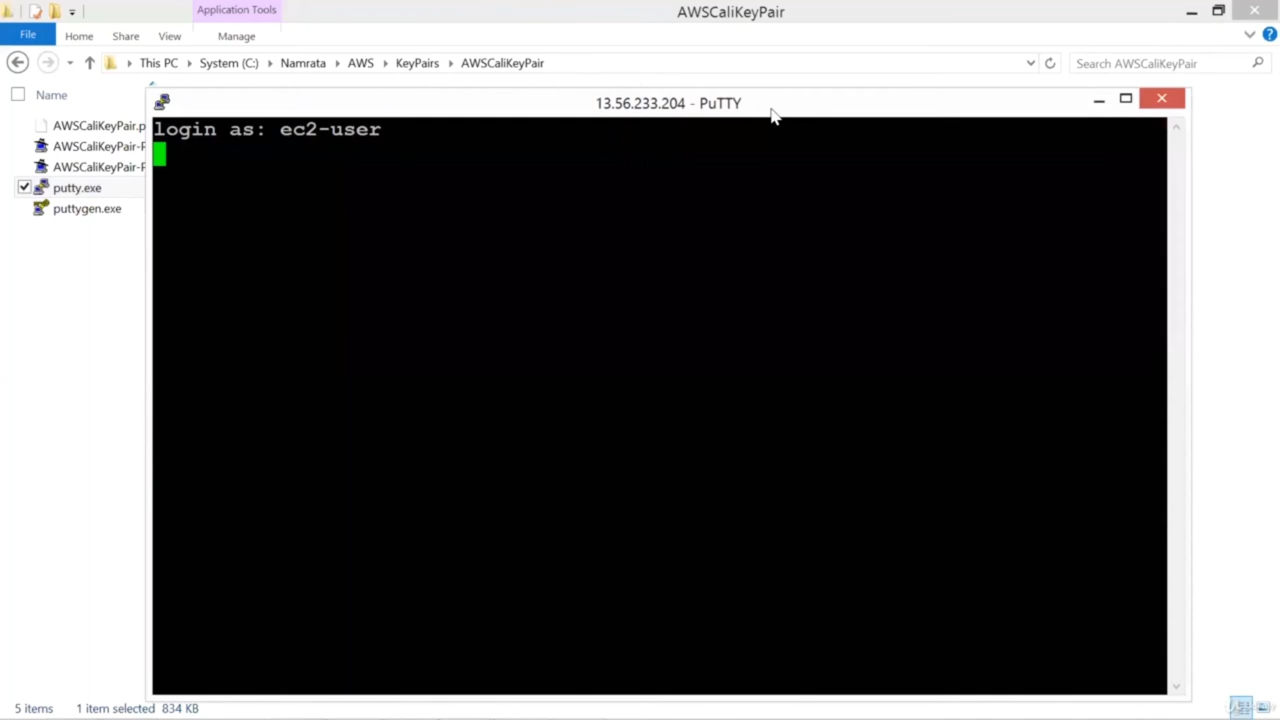 Application Tools
AWSCaliKeyPair
File Home Share View Manage
This PC System (C:) Namrata AWS KeyPairs AWSCaliKeyPair
Search AWSCaliKeyPair
Name
AWSCaliKeyPair.p
AWSCaliKeyPair-F
AWSCaliKeyPair-F
putty.exe
puttygen.exe
13.56.233.204 - PuTTY
login as: ec2-user
5 items 1 item selected 834 KB